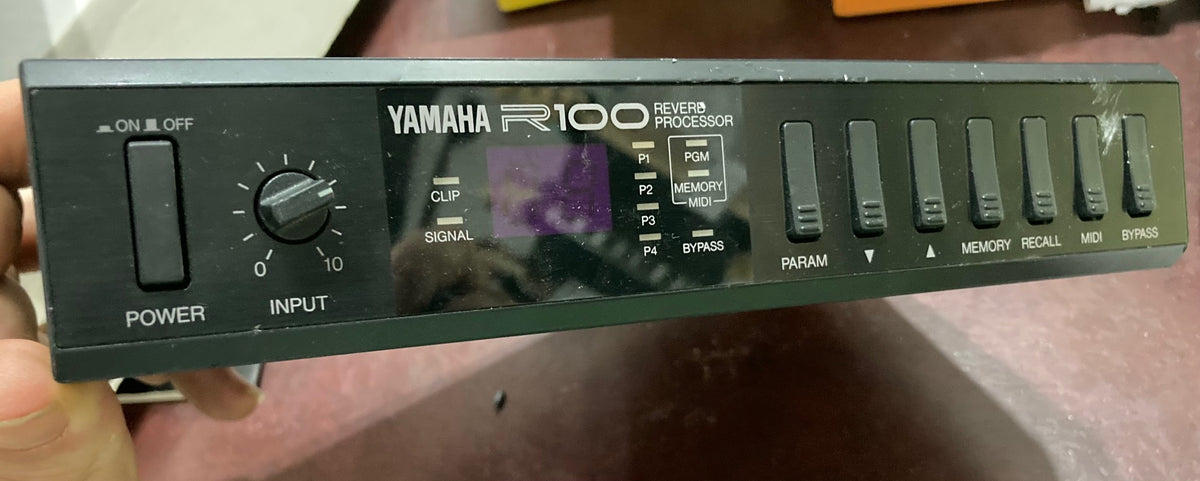 ON OFF
POWER
0 10
INPUT
YAMAHA R100 REVERB
PROCESSOR
CLIP
SIGNAL
P1
P2
P3
P4
PGM
MEMORY
MIDI
BYPASS
PARAM ▼ ▲ MEMORY RECALL MIDI BYPASS